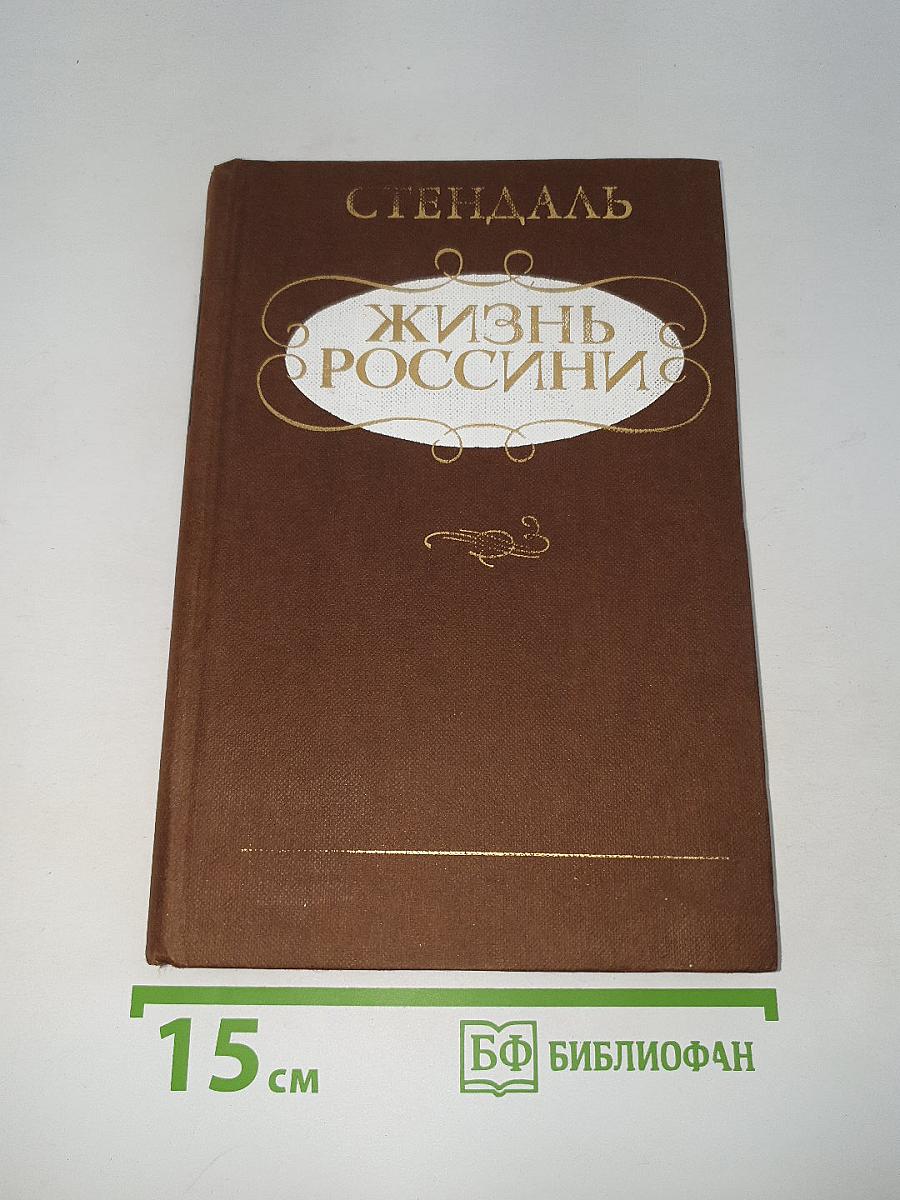 СТЕНДАЛЬ
ЖИЗНЬ
РОССИНИ
15 см
БФ БИБЛИОФАН